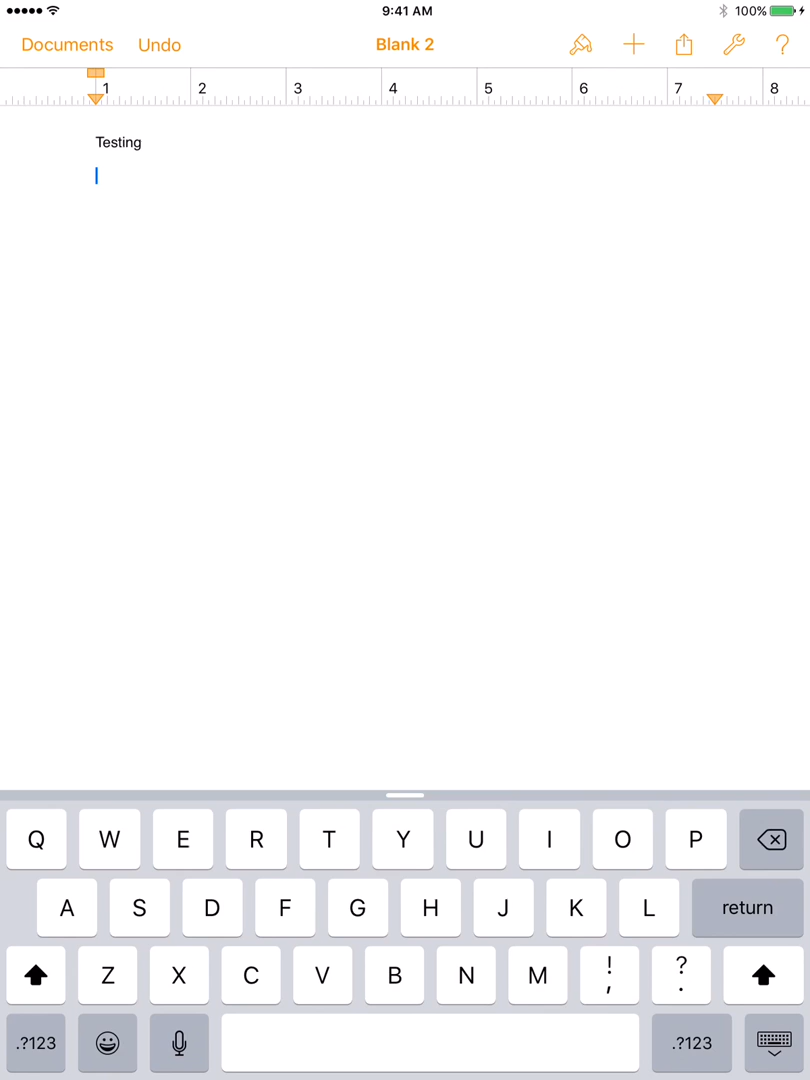 9:41 AM 100%
Documents Undo Blank 2 ?
1 2 3 4 5 6 7 8
Testing
Q W E R T Y U I O P
A S D F G H J K L return
Z X C V B N M ! , ? .
.?123 .?123